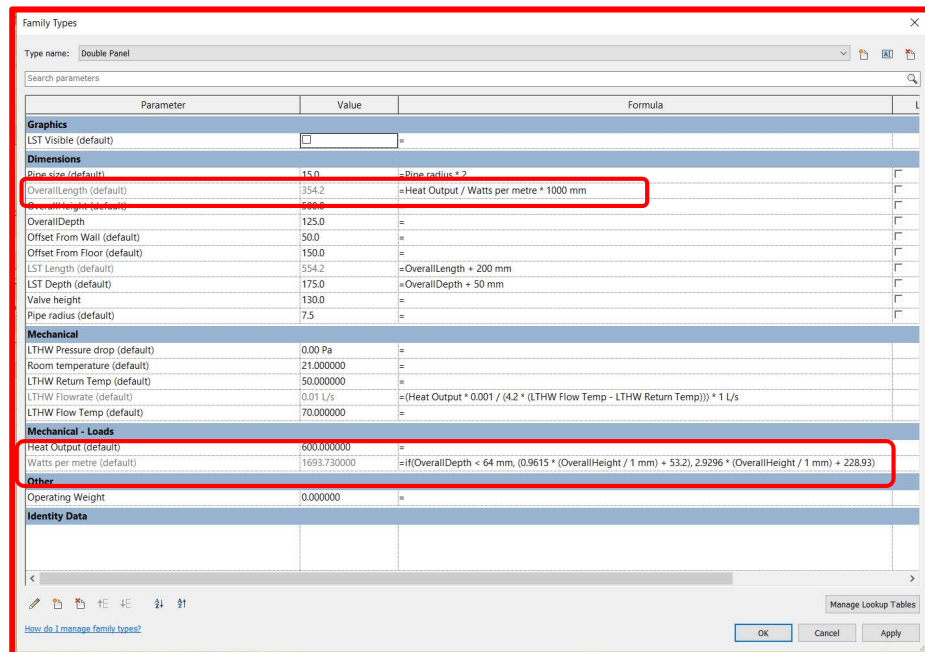 Family Types
Type name: Double Panel
Search parameters
Parameter Value Formula L
Graphics
LST Visible (default) =
Dimensions
Pipe size (default) 15.0 =Pipe radius * 2
OverallLength (default) 354.2 =Heat Output / Watts per metre * 1000 mm
OverallHeight (default) 500.0 =
OverallDepth 125.0 =
Offset From Wall (default) 50.0 =
Offset From Floor (default) 150.0 =
LST Length (default) 554.2 =OverallLength + 200 mm
LST Depth (default) 175.0 =OverallDepth + 50 mm
Valve height 130.0 =
Pipe radius (default) 7.5 =
Mechanical
LTHW Pressure drop (default) 0.00 Pa =
Room temperature (default) 21.000000 =
LTHW Return Temp (default) 50.000000 =
LTHW Flowrate (default) 0.01 L/s =(Heat Output * 0.001 / (4.2 * (LTHW Flow Temp - LTHW Return Temp))) * 1 L/s
LTHW Flow Temp (default) 70.000000 =
Mechanical - Loads
Heat Output (default) 600.000000 =
Watts per metre (default) 1693.730000 =if(OverallDepth < 64 mm, (0.9615 * (OverallHeight / 1 mm) + 53.2), 2.9296 * (OverallHeight / 1 mm) + 228.93)
Other
Operating Weight 0.000000 =
Identity Data
Manage Lookup Tables
How do I manage family types?
OK Cancel Apply